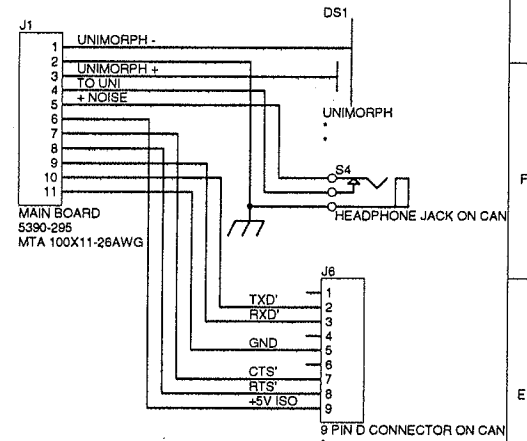 DS1
J1
1 UNIMORPH -
2
3 UNIMORPH +
4 TO UNI
5 + NOISE
6
7
8
9
10
11
UNIMORPH
*
*
S4
HEADPHONE JACK ON CAN
MAIN BOARD
5390-295
MTA 100X11-26AWG
J6
1
TXD' 2
RXD' 3
4
GND 5
6
CTS' 7
RTS' 8
+5V ISO 9
9 PIN D CONNECTOR ON CAN
F
E